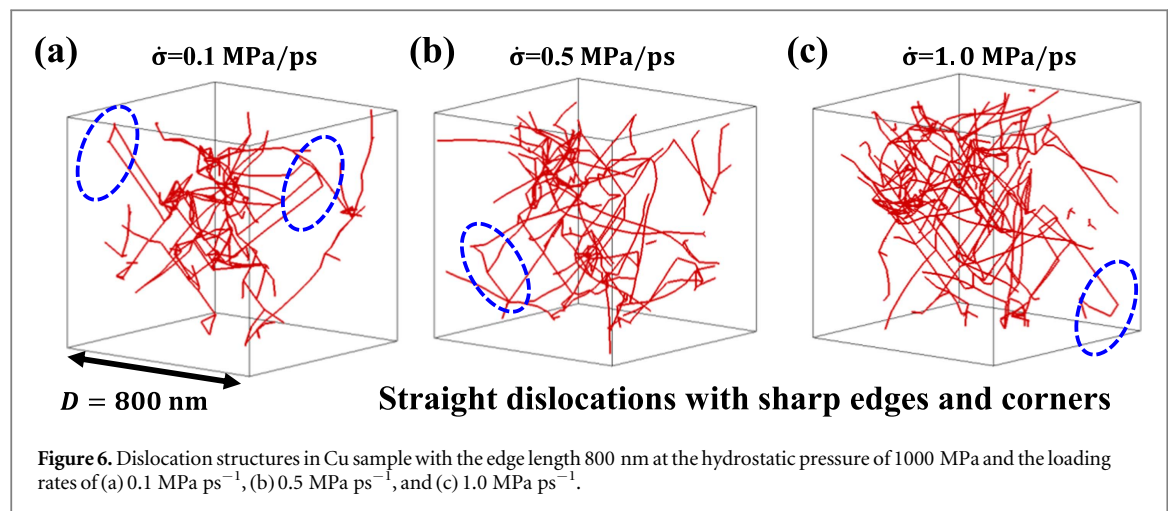 (a) σ̇=0.1 MPa/ps (b) σ̇=0.5 MPa/ps (c) σ̇=1.0 MPa/ps
D = 800 nm
Straight dislocations with sharp edges and corners
Figure 6. Dislocation structures in Cu sample with the edge length 800 nm at the hydrostatic pressure of 1000 MPa and the loading
rates of (a) 0.1 MPa ps⁻¹, (b) 0.5 MPa ps⁻¹, and (c) 1.0 MPa ps⁻¹.